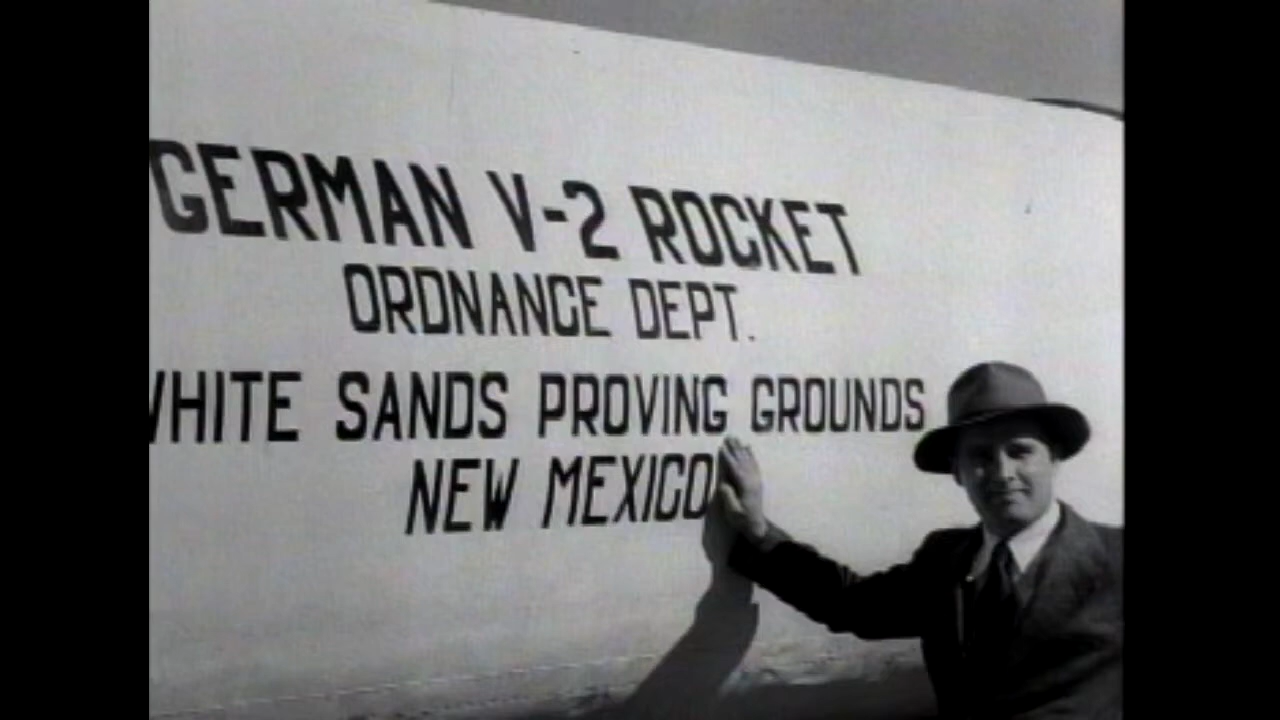 GERMAN V-2 ROCKET
ORDNANCE DEPT.
WHITE SANDS PROVING GROUNDS
NEW MEXICO